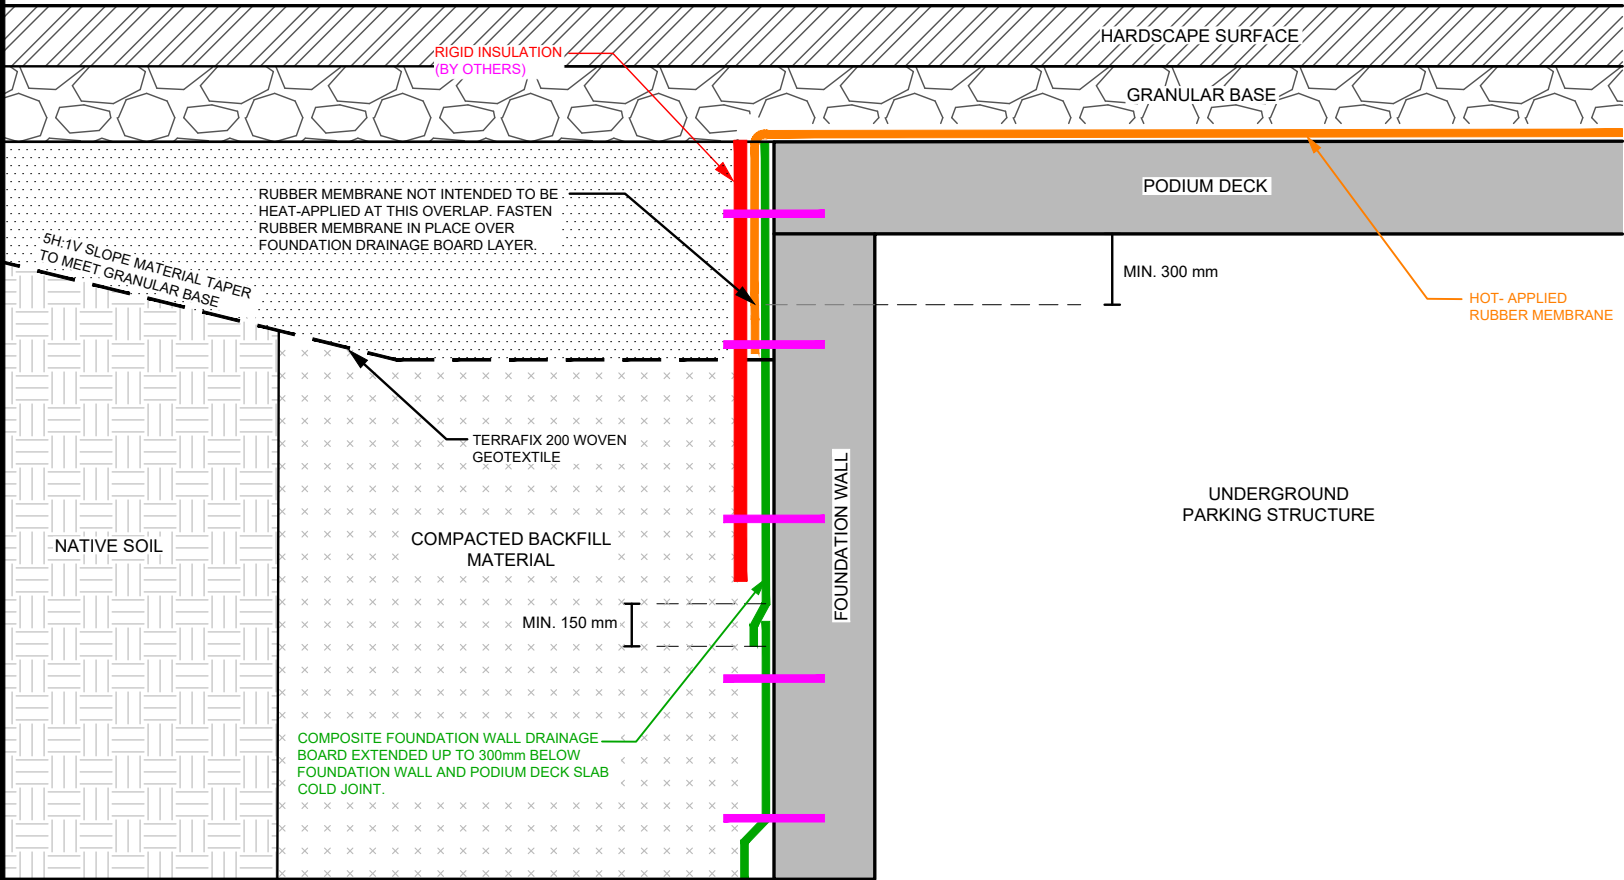 HARDSCAPE SURFACE
RIGID INSULATION
(BY OTHERS)
GRANULAR BASE
PODIUM DECK
RUBBER MEMBRANE NOT INTENDED TO BE
HEAT-APPLIED AT THIS OVERLAP. FASTEN
RUBBER MEMBRANE IN PLACE OVER
FOUNDATION DRAINAGE BOARD LAYER.
5H:1V SLOPE MATERIAL TAPER
TO MEET GRANULAR BASE
MIN. 300 mm
HOT- APPLIED
RUBBER MEMBRANE
TERRAFIX 200 WOVEN
GEOTEXTILE
FOUNDATION WALL
UNDERGROUND
PARKING STRUCTURE
NATIVE SOIL
COMPACTED BACKFILL
MATERIAL
MIN. 150 mm
COMPOSITE FOUNDATION WALL DRAINAGE
BOARD EXTENDED UP TO 300mm BELOW
FOUNDATION WALL AND PODIUM DECK SLAB
COLD JOINT.